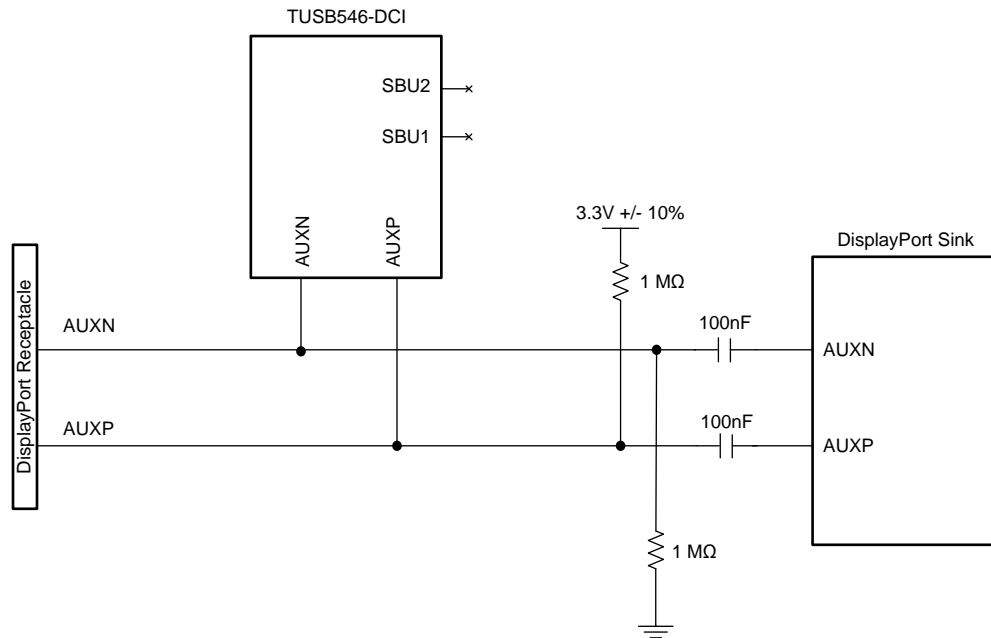 TUSB546-DCI
SBU2
SBU1
AUXN
AUXP
3.3V +/- 10%
1 MΩ
DisplayPort Sink
DisplayPort Receptacle
AUXN
100nF
AUXN
AUXP
100nF
AUXP
1 MΩ